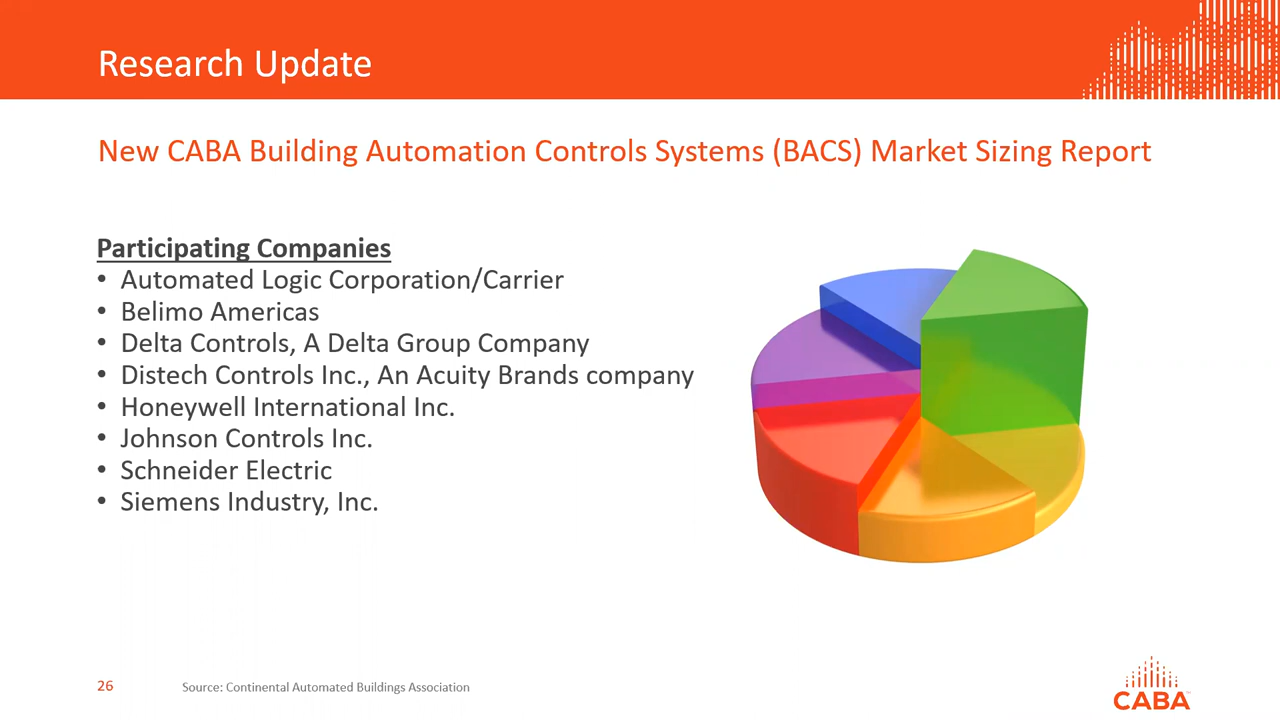 Research Update
New CABA Building Automation Controls Systems (BACS) Market Sizing Report
Participating Companies
• Automated Logic Corporation/Carrier
• Belimo Americas
• Delta Controls, A Delta Group Company
• Distech Controls Inc., An Acuity Brands company
• Honeywell International Inc.
• Johnson Controls Inc.
• Schneider Electric
• Siemens Industry, Inc.
26 Source: Continental Automated Buildings Association
CABA